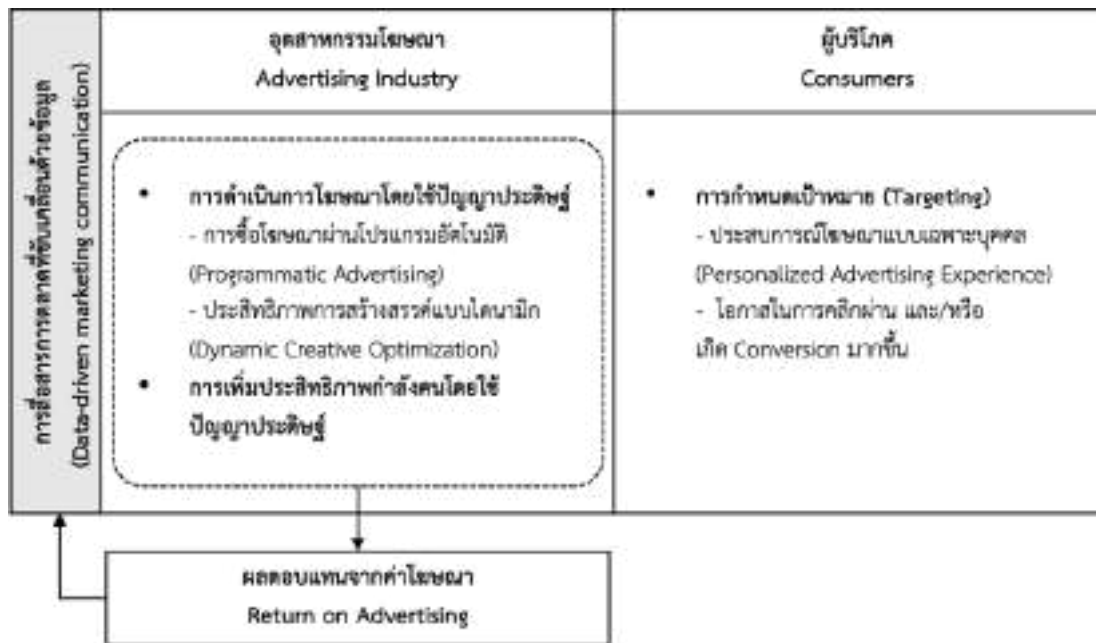 การสื่อสารการตลาดที่ขับเคลื่อนด้วยข้อมูล
(Data-driven marketing communication)
อุตสาหกรรมโฆษณา
Advertising Industry
ผู้บริโภค
Consumers
• การดำเนินการโฆษณาโดยใช้ปัญญาประดิษฐ์
- การซื้อโฆษณาผ่านโปรแกรมอัตโนมัติ
(Programmatic Advertising)
- ประสิทธิภาพการสร้างสรรค์แบบไดนามิก
(Dynamic Creative Optimization)
• การเพิ่มประสิทธิภาพกำลังคนโดยใช้
ปัญญาประดิษฐ์
• การกำหนดเป้าหมาย (Targeting)
- ประสบการณ์โฆษณาแบบเฉพาะบุคคล
(Personalized Advertising Experience)
- โอกาสในการคลิกผ่าน และ/หรือ
เกิด Conversion มากขึ้น
ผลตอบแทนจากค่าโฆษณา
Return on Advertising